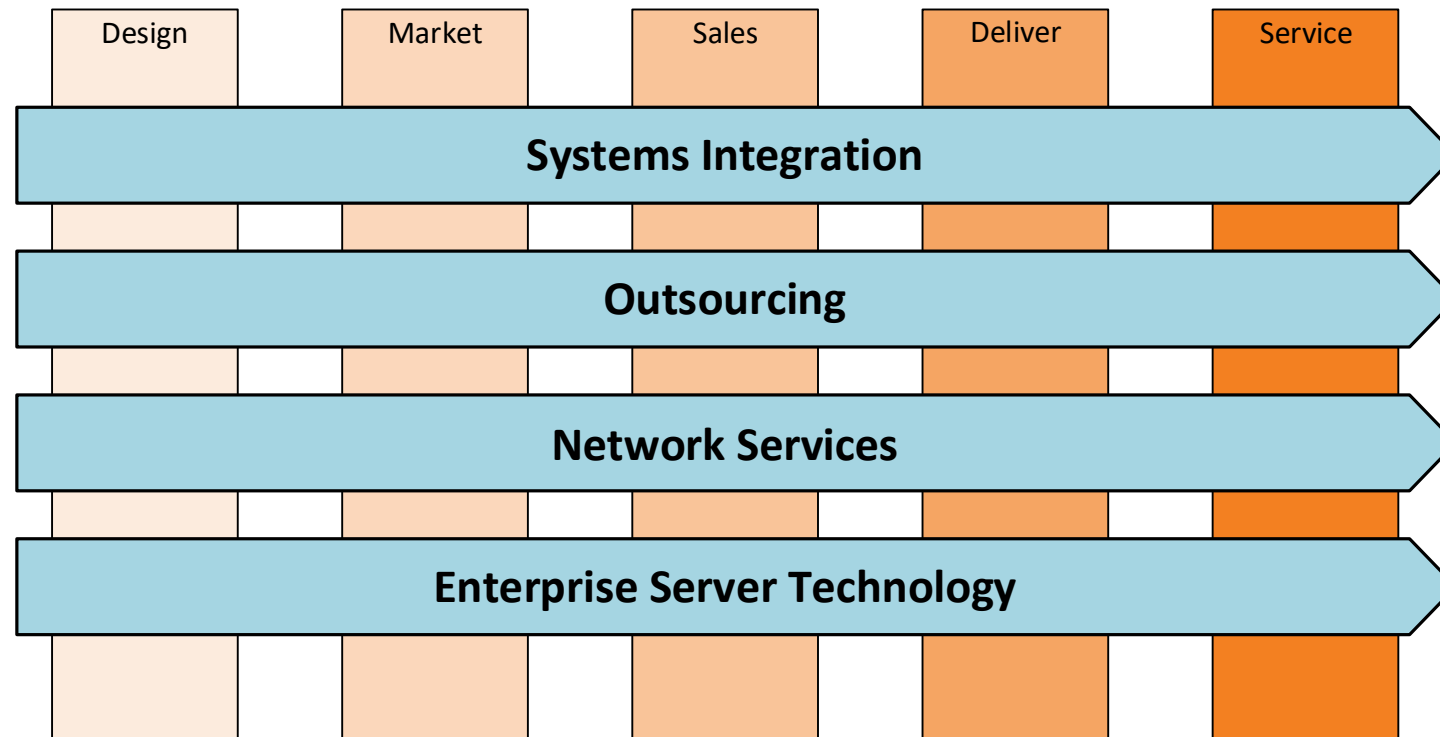 Design
Market
Sales
Deliver
Service
Systems Integration
Outsourcing
Network Services
Enterprise Server Technology